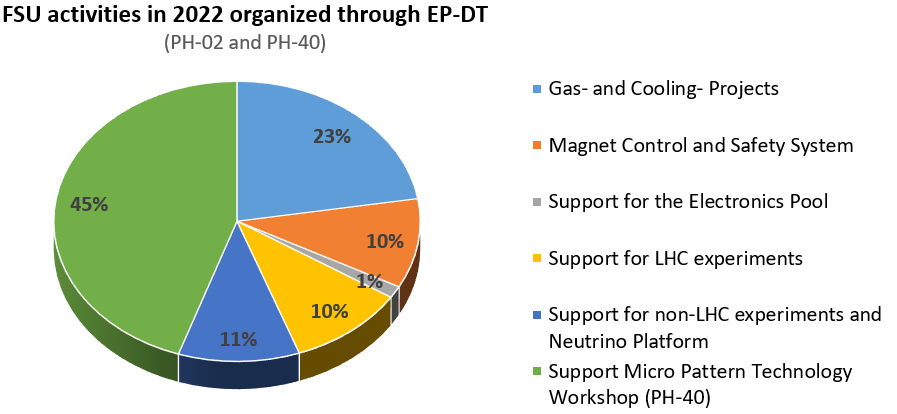 FSU activities in 2022 organized through EP-DT
(PH-02 and PH-40)
23%
10%
1%
10%
11%
45%
Gas- and Cooling- Projects
Magnet Control and Safety System
Support for the Electronics Pool
Support for LHC experiments
Support for non-LHC experiments and
Neutrino Platform
Support Micro Pattern Technology
Workshop (PH-40)